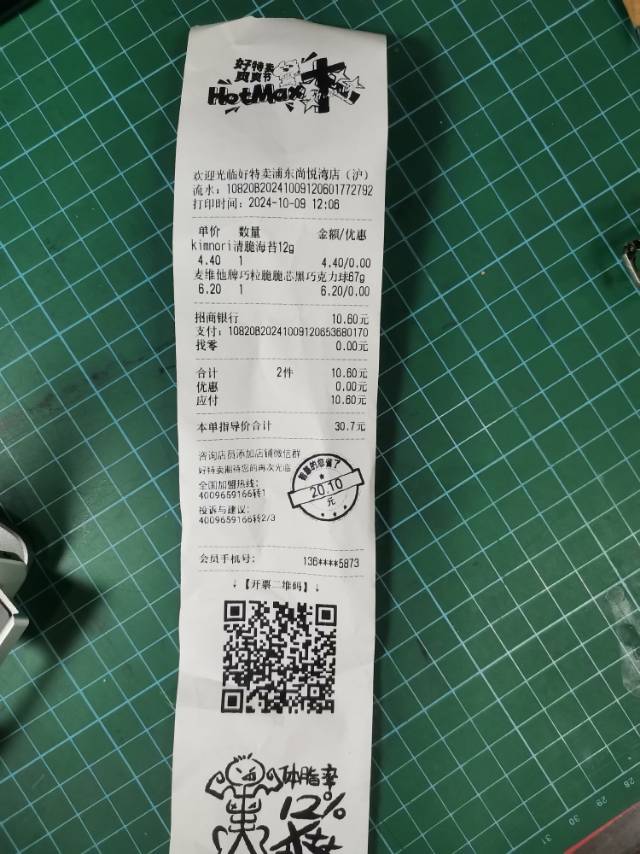 好特卖
爽爽节
HotMax
欢迎光临好特卖浦东尚悦湾店（沪）
流水：10820B20241009120601772792
打印时间：2024-10-09 12:06
单价 数量 金额/优惠
kimnori清脆海苔12g
4.40 1 4.40/0.00
麦维他牌巧粒脆脆芯黑巧克力球67g
6.20 1 6.20/0.00
招商银行 10.60元
支付：10820B20241009120653680170
找零 0.00元
合计 2件 10.60元
优惠 0.00元
应付 10.60元
本单指导价合计 30.7元
咨询店员添加店铺微信群
好特卖期待您的再次光临
全国加盟热线：
4009659166转1
投诉与建议：
4009659166转2/3
20.10
元
会员手机号： 136****5873
↓【开票二维码】↓
体脂率
12%
28
29
31